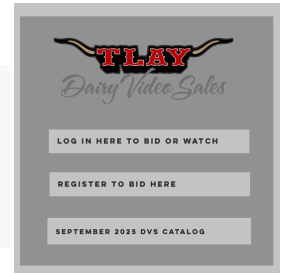 TLAY
Dairy Video Sales
LOG IN HERE TO BID OR WATCH
REGISTER TO BID HERE
SEPTEMBER 2025 DVS CATALOG